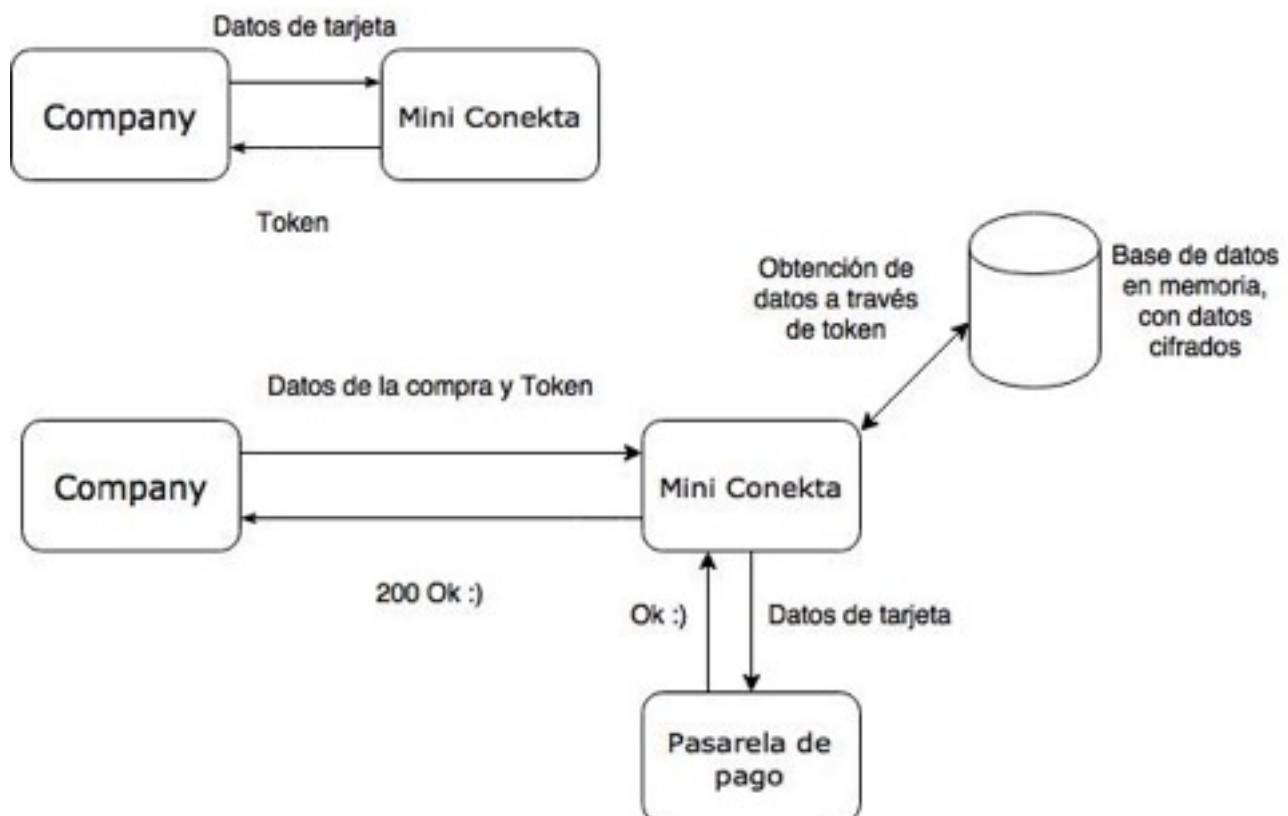 Datos de tarjeta
Company
Mini Conekta
Token
Obtención de
datos a través
de token
Base de datos
en memoria,
con datos
cifrados
Datos de la compra y Token
Company
Mini Conekta
200 Ok :)
Ok :)
Datos de tarjeta
Pasarela de
pago